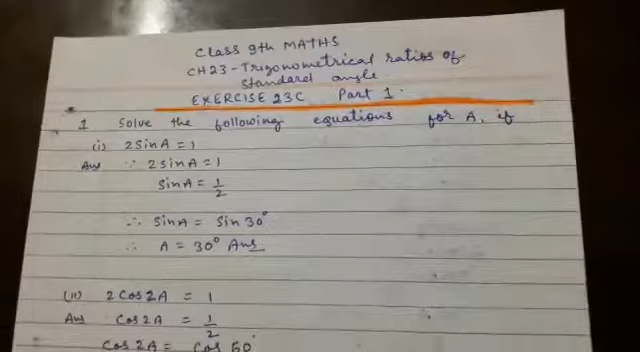 Class 9th MATHS
CH23-Trigonometrical ratios of
standard angle
EXERCISE 23C Part 1.
1 Solve the following equations for A, if
(i) 2 sin A = 1
Ans ∵ 2 sin A = 1
sin A = 1/2
∴ sin A = sin 30°
∴ A = 30° Ans
(ii) 2 cos 2A = 1
Ans cos 2A = 1/2
cos 2A = cos 60°